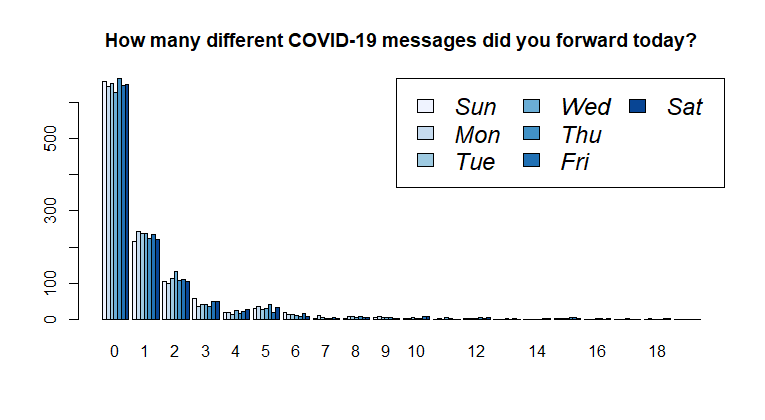 How many different COVID-19 messages did you forward today?
Sun Wed Sat
Mon Thu
Tue Fri
500
300
100
0
0 1 2 3 4 5 6 7 8 9 10 12 14 16 18